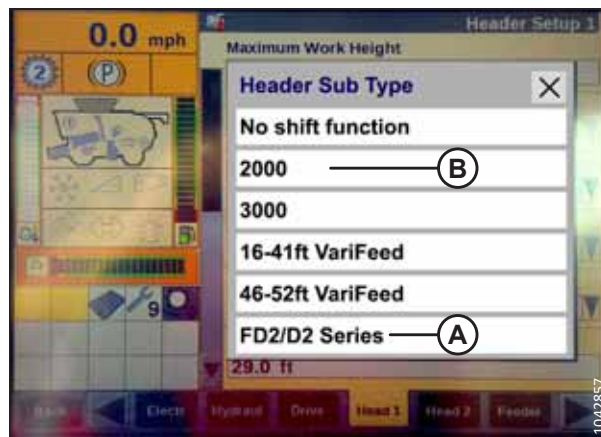 0.0 mph
Header Setup 1
2
(P)
Maximum Work Height
Header Sub Type
No shift function
2000
B
3000
16-41ft VariFeed
46-52ft VariFeed
9
FD2/D2 Series
A
29.0 ft
Back
Electr
Hydraul
Drive
Head 1
Head 2
Feeder
1042857